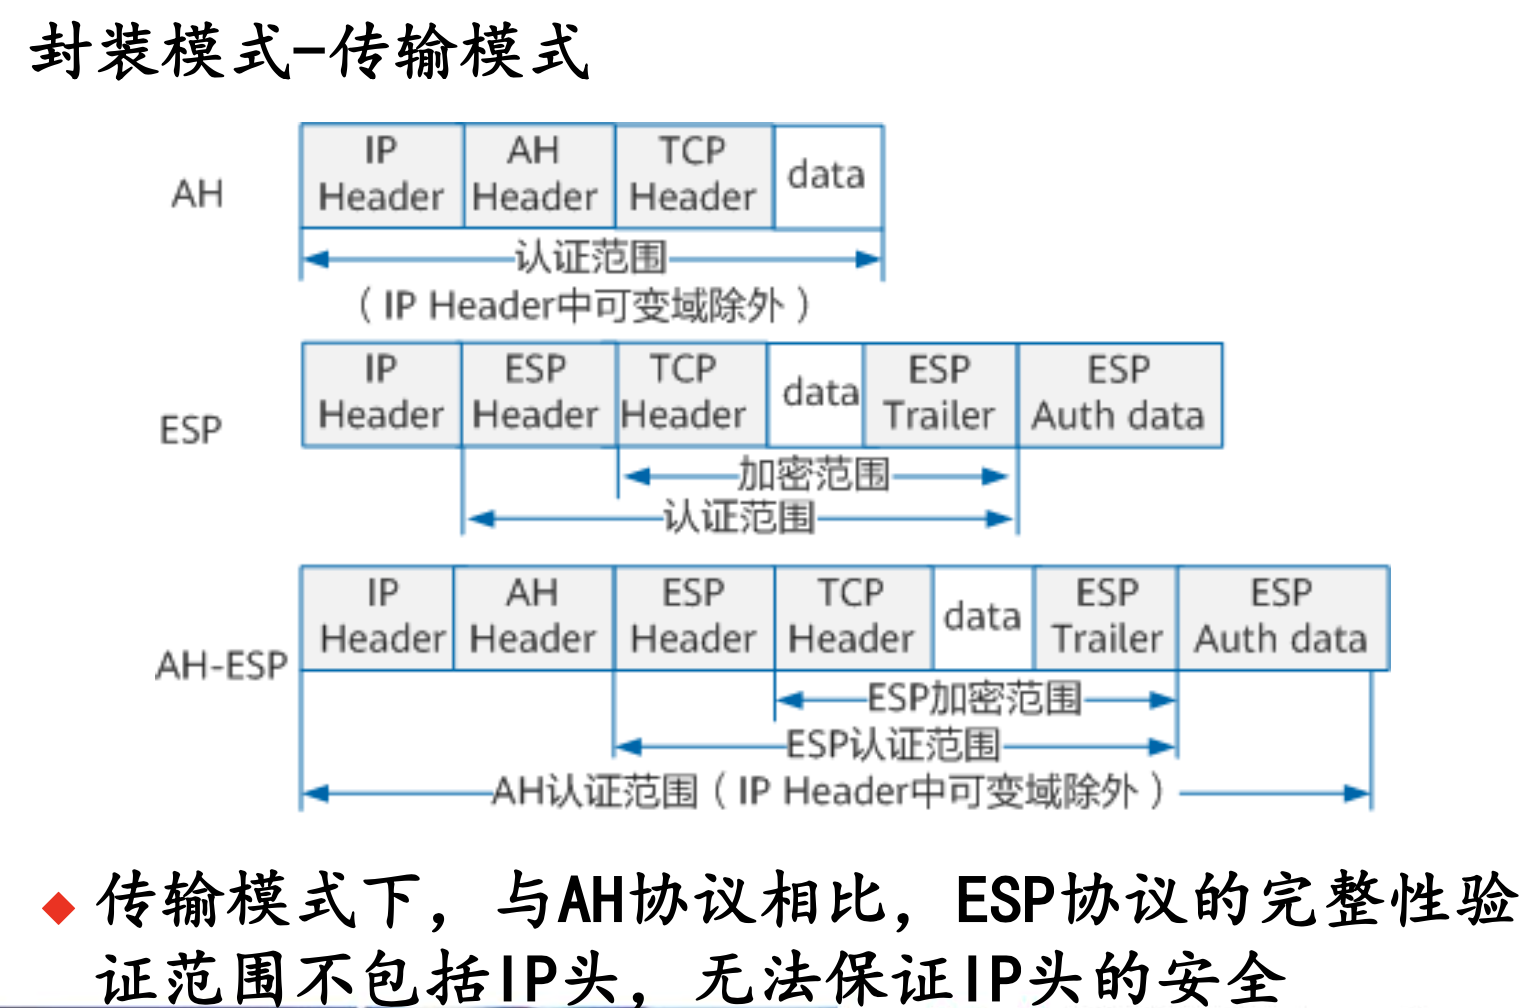 封装模式-传输模式
AH
IP Header
AH Header
TCP Header
data
认证范围
（IP Header中可变域除外）
ESP
IP Header
ESP Header
TCP Header
data
ESP Trailer
ESP Auth data
加密范围
认证范围
AH-ESP
IP Header
AH Header
ESP Header
TCP Header
data
ESP Trailer
ESP Auth data
ESP加密范围
ESP认证范围
AH认证范围（IP Header中可变域除外）
传输模式下，与AH协议相比，ESP协议的完整性验
证范围不包括IP头，无法保证IP头的安全